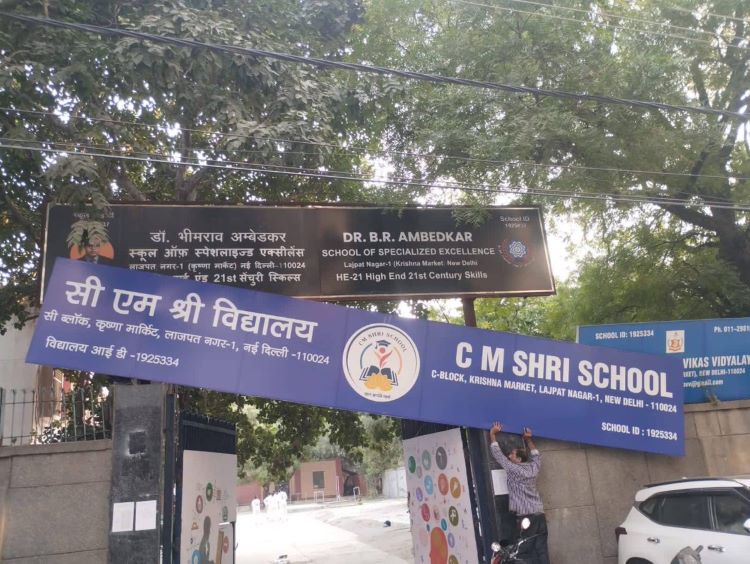 स्कूल
डॉ. भीमराव अम्बेडकर
स्कूल ऑफ़ स्पेशलाइज्ड एक्सीलेंस
लाजपत नगर-1 (कृष्णा मार्केट) नई दिल्ली-110024
एंड 21st सेंचुरी स्किल्स
School ID
1925334
DR. B.R. AMBEDKAR
SCHOOL OF SPECIALIZED EXCELLENCE
Lajpat Nagar-1 (Krishna Market) New Delhi
HE-21 High End 21st Century Skills
सी एम श्री विद्यालय
सी ब्लॉक, कृष्णा मार्किट, लाजपत नगर-1, नई दिल्ली -110024
विद्यालय आई डी -1925334
CM SHRI SCHOOL
C M SHRI SCHOOL
C-BLOCK, KRISHNA MARKET, LAJPAT NAGAR-1, NEW DELHI - 110024
SCHOOL ID : 1925334
SCHOOL ID: 1925334
Ph: 011-2981
VIKAS VIDYALA
NEW DELHI-110024
@gmail.com